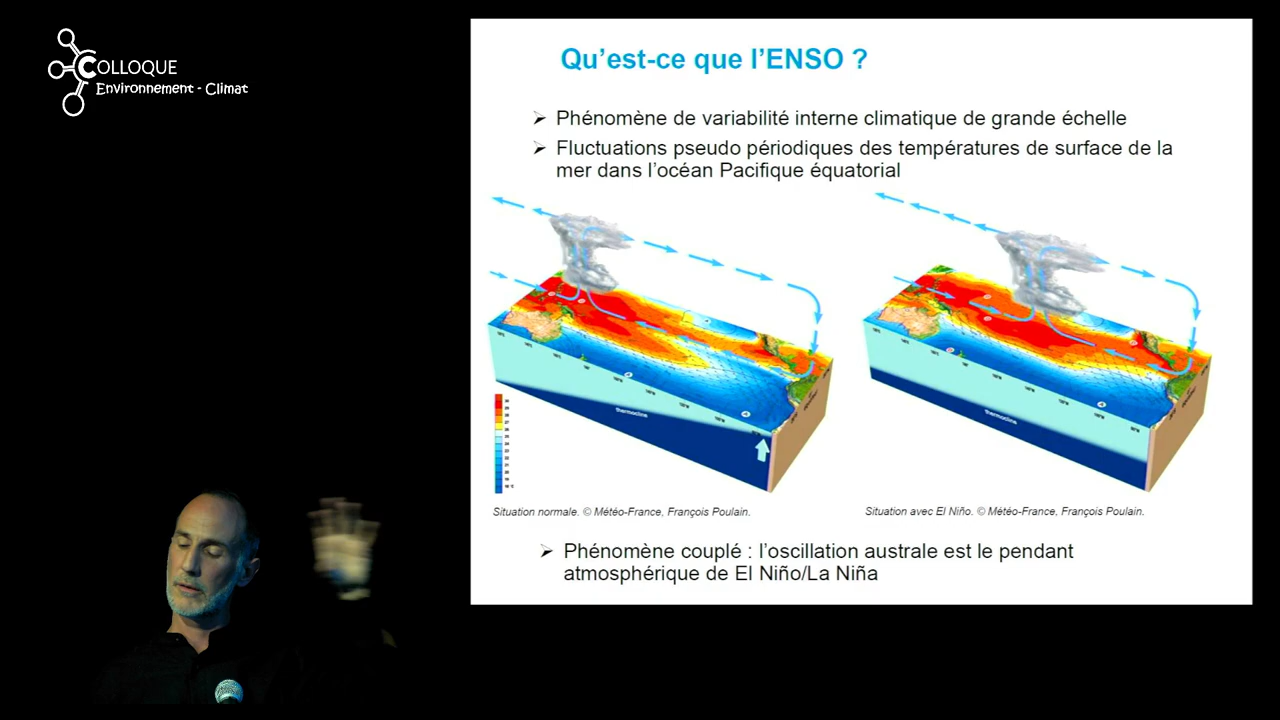 COLLOQUE
Environnement - Climat
Qu’est-ce que l’ENSO ?
➢ Phénomène de variabilité interne climatique de grande échelle
➢ Fluctuations pseudo périodiques des températures de surface de la
mer dans l’océan Pacifique équatorial
thermocline
thermocline
Situation normale. © Météo-France, François Poulain.
Situation avec El Niño. © Météo-France, François Poulain.
➢ Phénomène couplé : l’oscillation australe est le pendant
atmosphérique de El Niño/La Niña